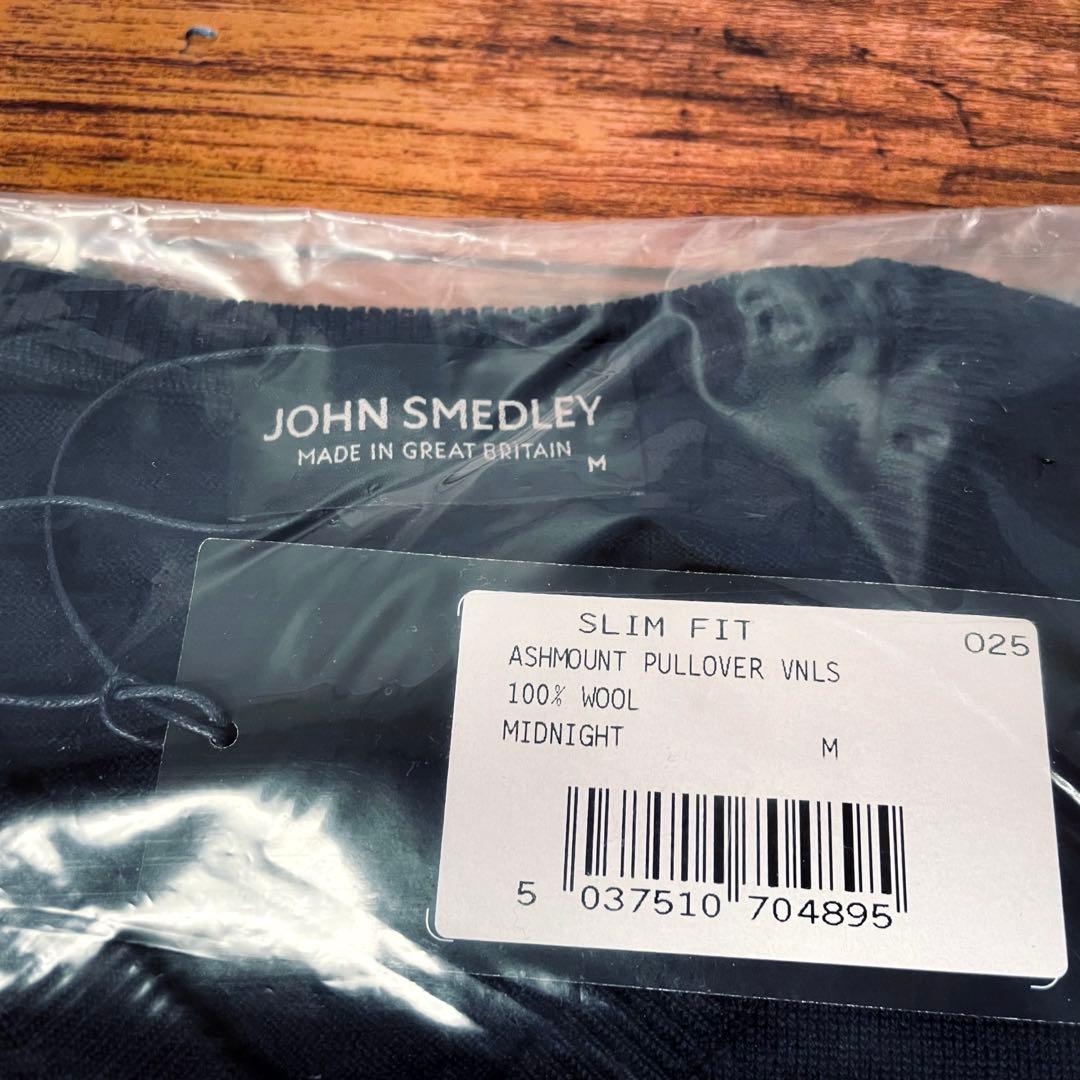 JOHN SMEDLEY
MADE IN GREAT BRITAIN
M
SLIM FIT
025
ASHMOUNT PULLOVER VNLS
100% WOOL
MIDNIGHT M
5 037510 704895